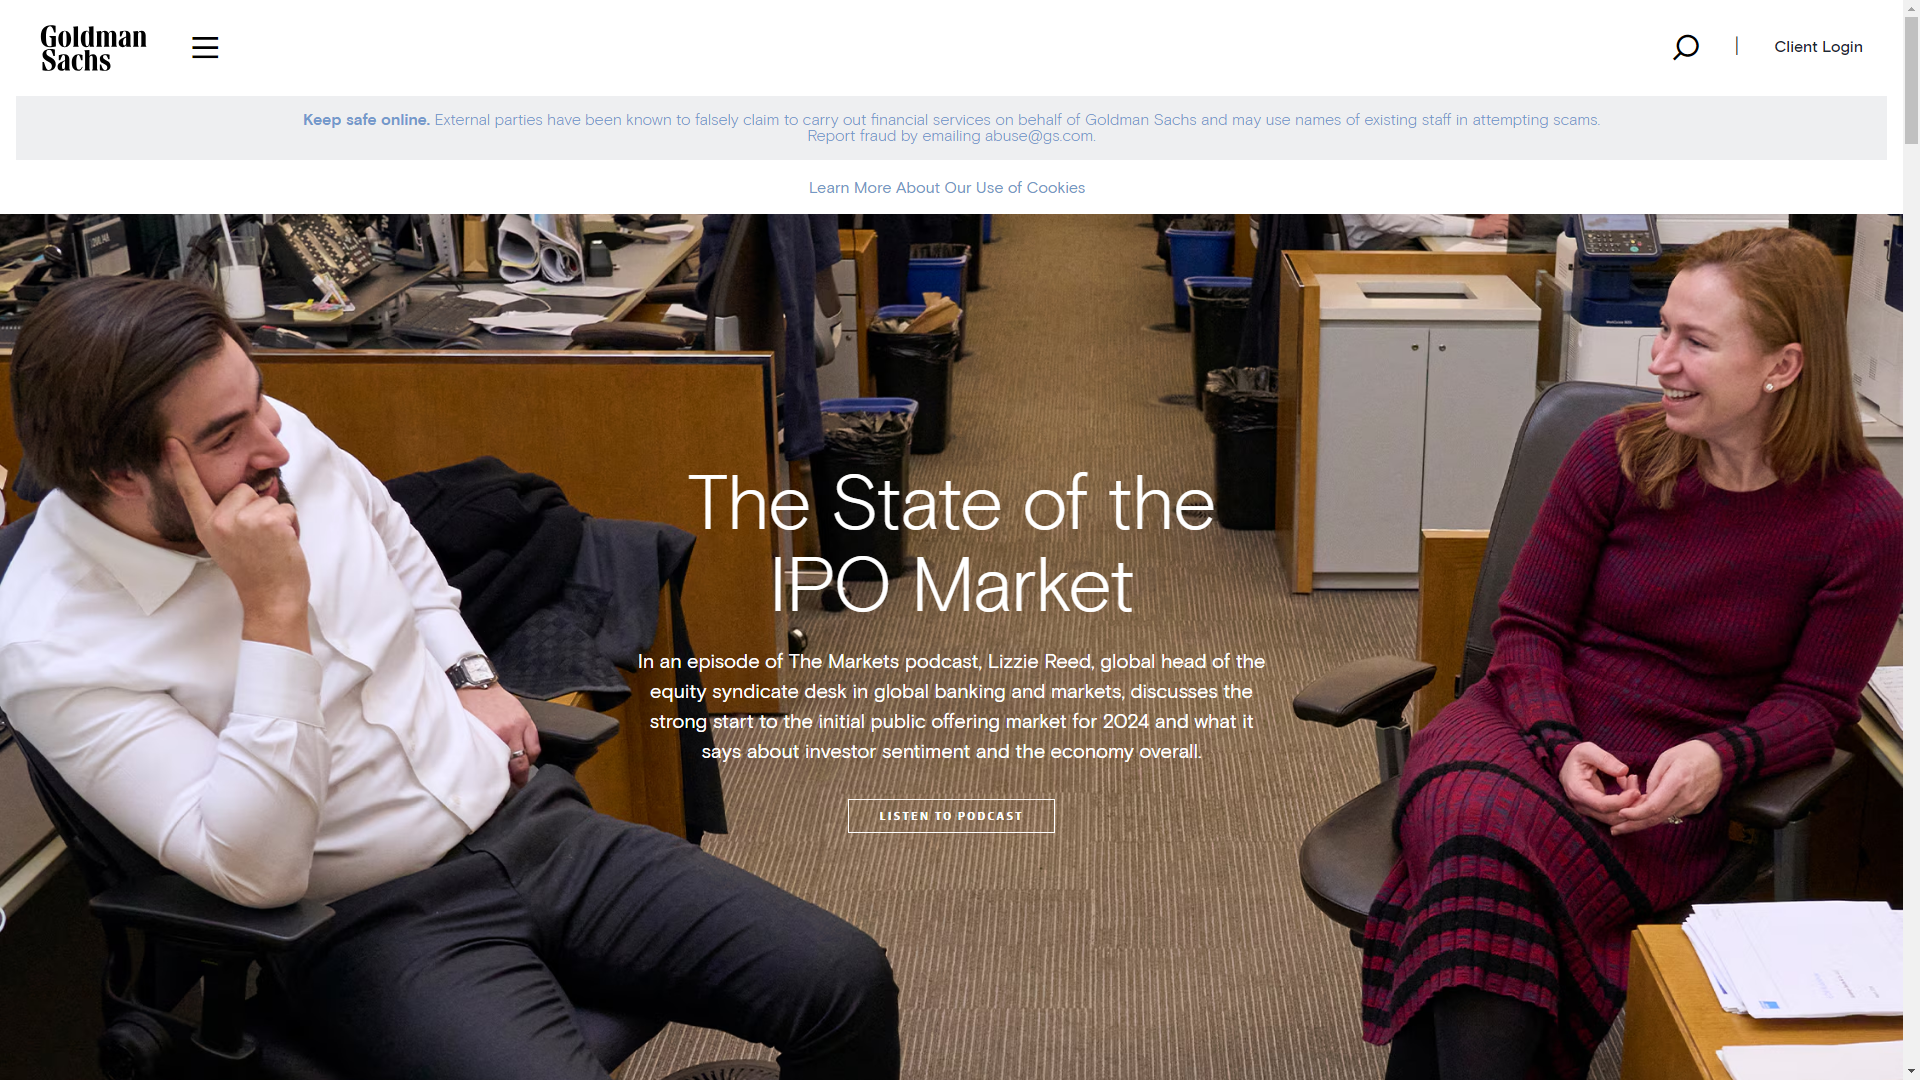 Goldman
Sachs
Client Login
Keep safe online. External parties have been known to falsely claim to carry out financial services on behalf of Goldman Sachs and may use names of existing staff in attempting scams.
Report fraud by emailing abuse@gs.com.
Learn More About Our Use of Cookies
The State of the
IPO Market
In an episode of The Markets podcast, Lizzie Reed, global head of the
equity syndicate desk in global banking and markets, discusses the
strong start to the initial public offering market for 2024 and what it
says about investor sentiment and the economy overall.
LISTEN TO PODCAST